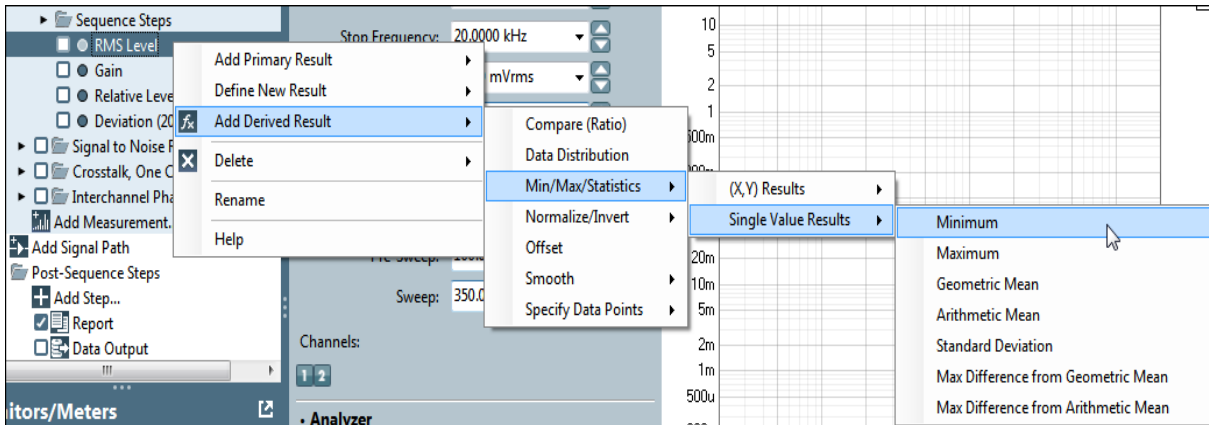 Sequence Steps
RMS Level
Gain
Relative Leve
Deviation (20
Signal to Noise
Crosstalk, One C
Interchannel Pha
Add Measurement.
Add Signal Path
Post-Sequence Steps
Add Step...
Report
Data Output
itors/Meters
Stop Frequency: 20.0000 kHz
mVrms
Sweep: 350.0
Channels:
1 2
• Analyzer
Add Primary Result
Define New Result
fx Add Derived Result
Delete
Rename
Help
Compare (Ratio)
Data Distribution
Min/Max/Statistics
Normalize/Invert
Offset
Smooth
Specify Data Points
(X,Y) Results
Single Value Results
Minimum
Maximum
Geometric Mean
Arithmetic Mean
Standard Deviation
Max Difference from Geometric Mean
Max Difference from Arithmetic Mean
10
5
2
1
500m
20m
10m
5m
2m
1m
500u